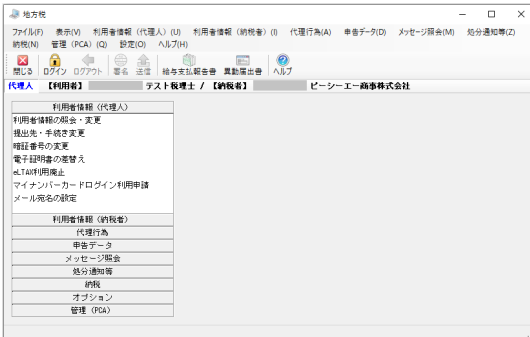 地方税
ファイル(F) 表示(V) 利用者情報（代理人）(U) 利用者情報（納税者）(I) 代理行為(A) 申告データ(D) メッセージ照会(M) 処分通知等(Z)
納税(N) 管理（PCA）(Q) 設定(O) ヘルプ(H)
閉じる ログイン ログアウト 署名 送信 給与支払報告書 異動届出書 ヘルプ
代理人 【利用者】 テスト税理士 / 【納税者】 ピーシーエー商事株式会社
利用者情報（代理人）
利用者情報の照会・変更
提出先・手続き変更
暗証番号の変更
電子証明書の差替え
eLTAX利用廃止
マイナンバーカードログイン利用申請
メール宛名の設定
利用者情報（納税者）
代理行為
申告データ
メッセージ照会
処分通知等
納税
オプション
管理（PCA）